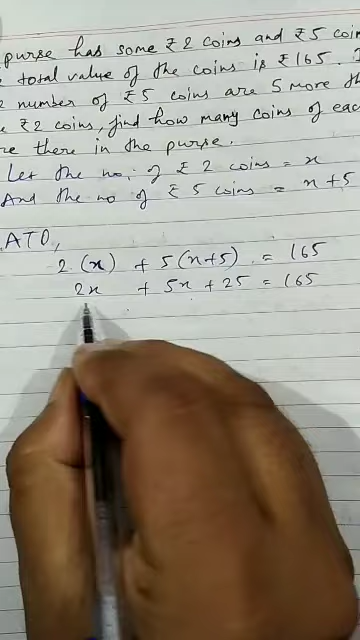 purse has some ₹2 coins and ₹5 coin
total value of the coins is ₹165.
number of ₹5 coins are 5 more th
₹2 coins, find how many coins of each
re there in the purse.
Let the no. of ₹ 2 coins = x
And the no of ₹ 5 coins = x+5
ATQ,
2 (x) + 5(x+5) = 165
2x + 5x + 25 = 165